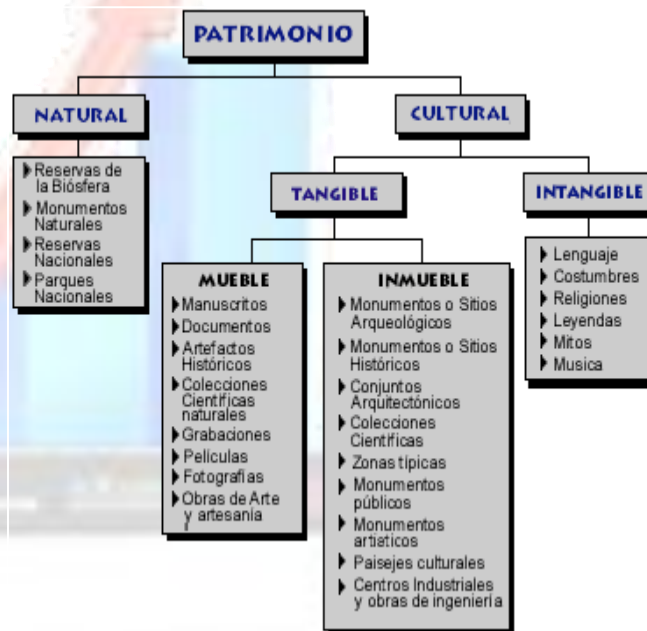 PATRIMONIO
NATURAL
Reservas de
la Biósfera
Monumentos
Naturales
Reservas
Nacionales
Parques
Nacionales
CULTURAL
TANGIBLE
MUEBLE
Manuscritos
Documentos
Artefactos
Históricos
Colecciones
Científicas
naturales
Grabaciones
Películas
Fotografías
Obras de Arte
y artesanía
INMUEBLE
Monumentos o Sitios
Arqueológicos
Monumentos o Sitios
Históricos
Conjuntos
Arquitectónicos
Colecciones
Científicas
Zonas típicas
Monumentos
públicos
Monumentos
artíaticos
Paisejes culturales
Centros Industriales
y obras de ingeniería
INTANGIBLE
Lenguaje
Costumbres
Religiones
Leyendas
Mitos
Musica